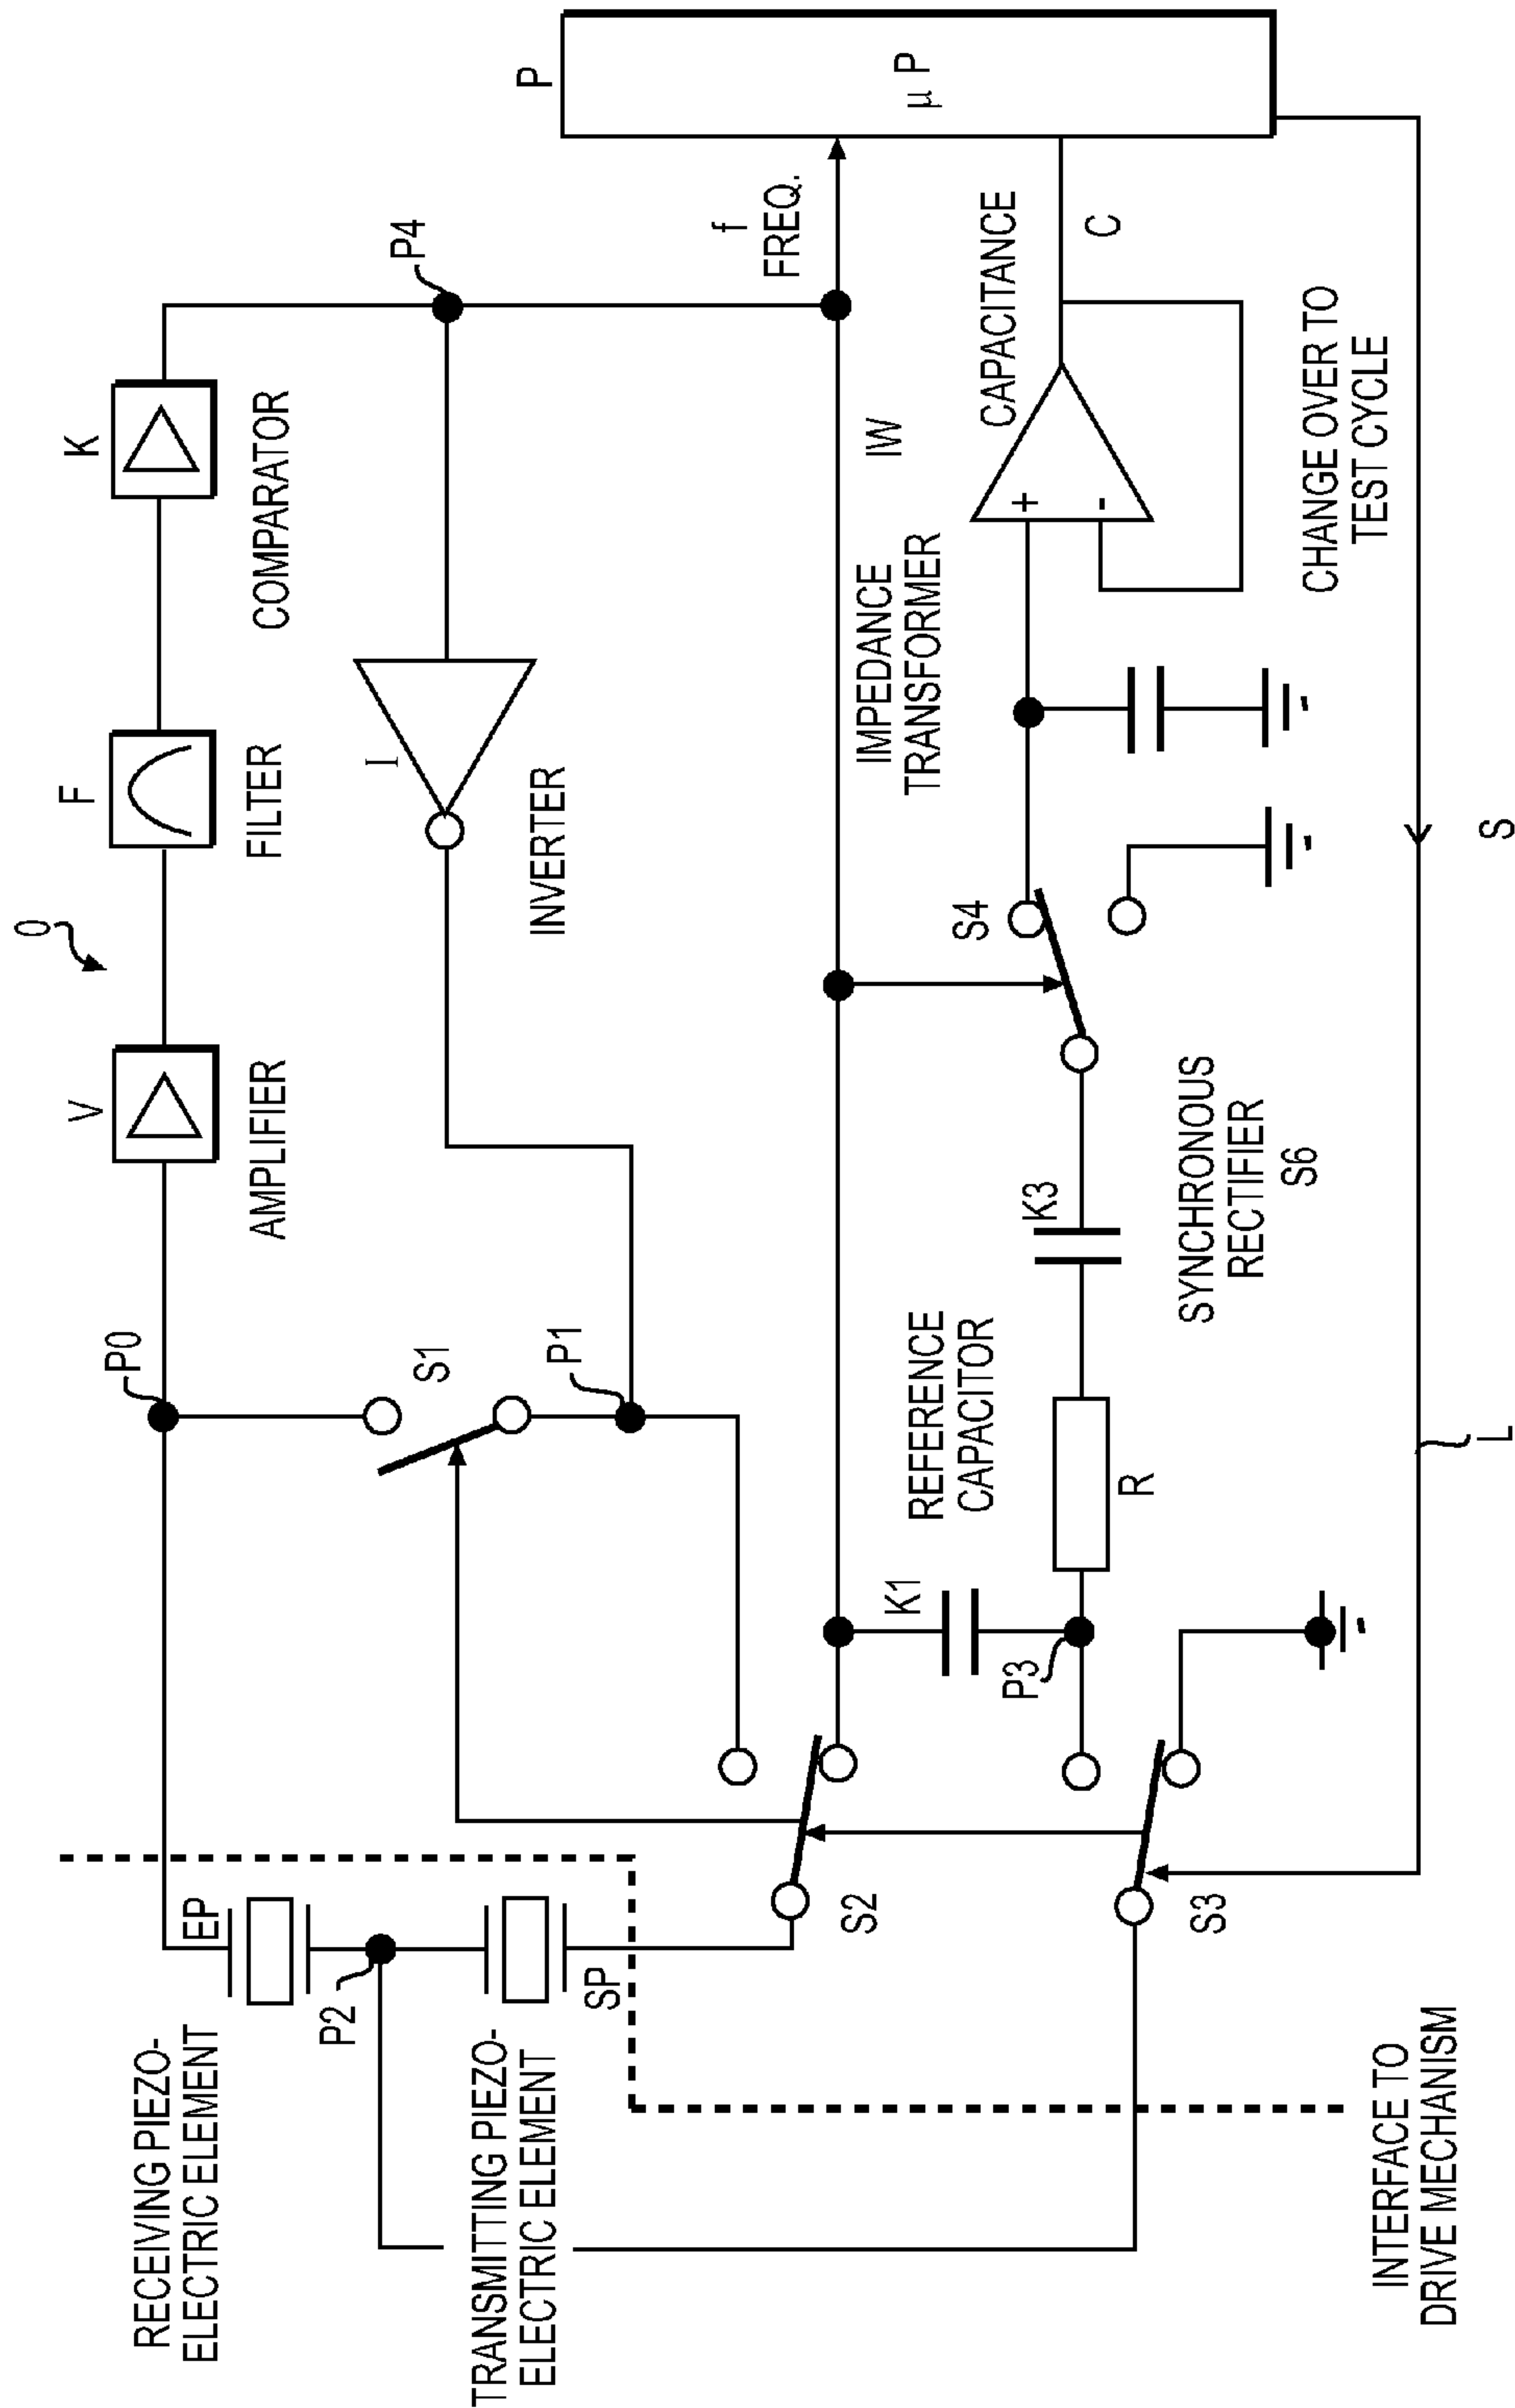 RECEIVING PIEZO-
ELECTRIC ELEMENT
EP
P2
TRANSMITTING PIEZO-
ELECTRIC ELEMENT
SP
INTERFACE TO
DRIVE MECHANISM
P0
V
AMPLIFIER
O
F
FILTER
K
COMPARATOR
P4
S1
P1
I
INVERTER
f
FREQ.
P
μ P
S2
K1
REFERENCE
CAPACITOR
P3
R
K3
S3
S4
SYNCHRONOUS
RECTIFIER
S6
IMPEDANCE
TRANSFORMER
IW
+
-
CAPACITANCE
C
CHANGE OVER TO
TEST CYCLE
L
S